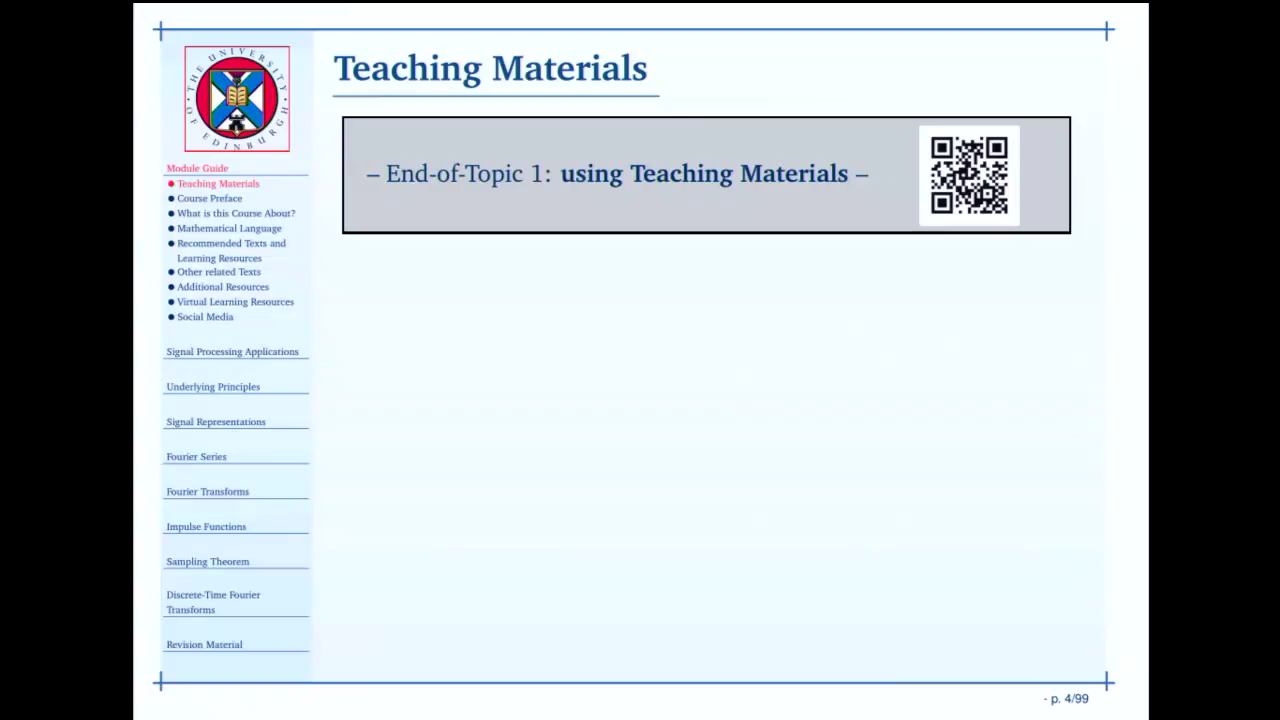 THE UNIVERSITY OF EDINBURGH
Teaching Materials
– End-of-Topic 1: using Teaching Materials –
Module Guide
● Teaching Materials
● Course Preface
● What is this Course About?
● Mathematical Language
● Recommended Texts and
Learning Resources
● Other related Texts
● Additional Resources
● Virtual Learning Resources
● Social Media
Signal Processing Applications
Underlying Principles
Signal Representations
Fourier Series
Fourier Transforms
Impulse Functions
Sampling Theorem
Discrete-Time Fourier
Transforms
Revision Material
- p. 4/99